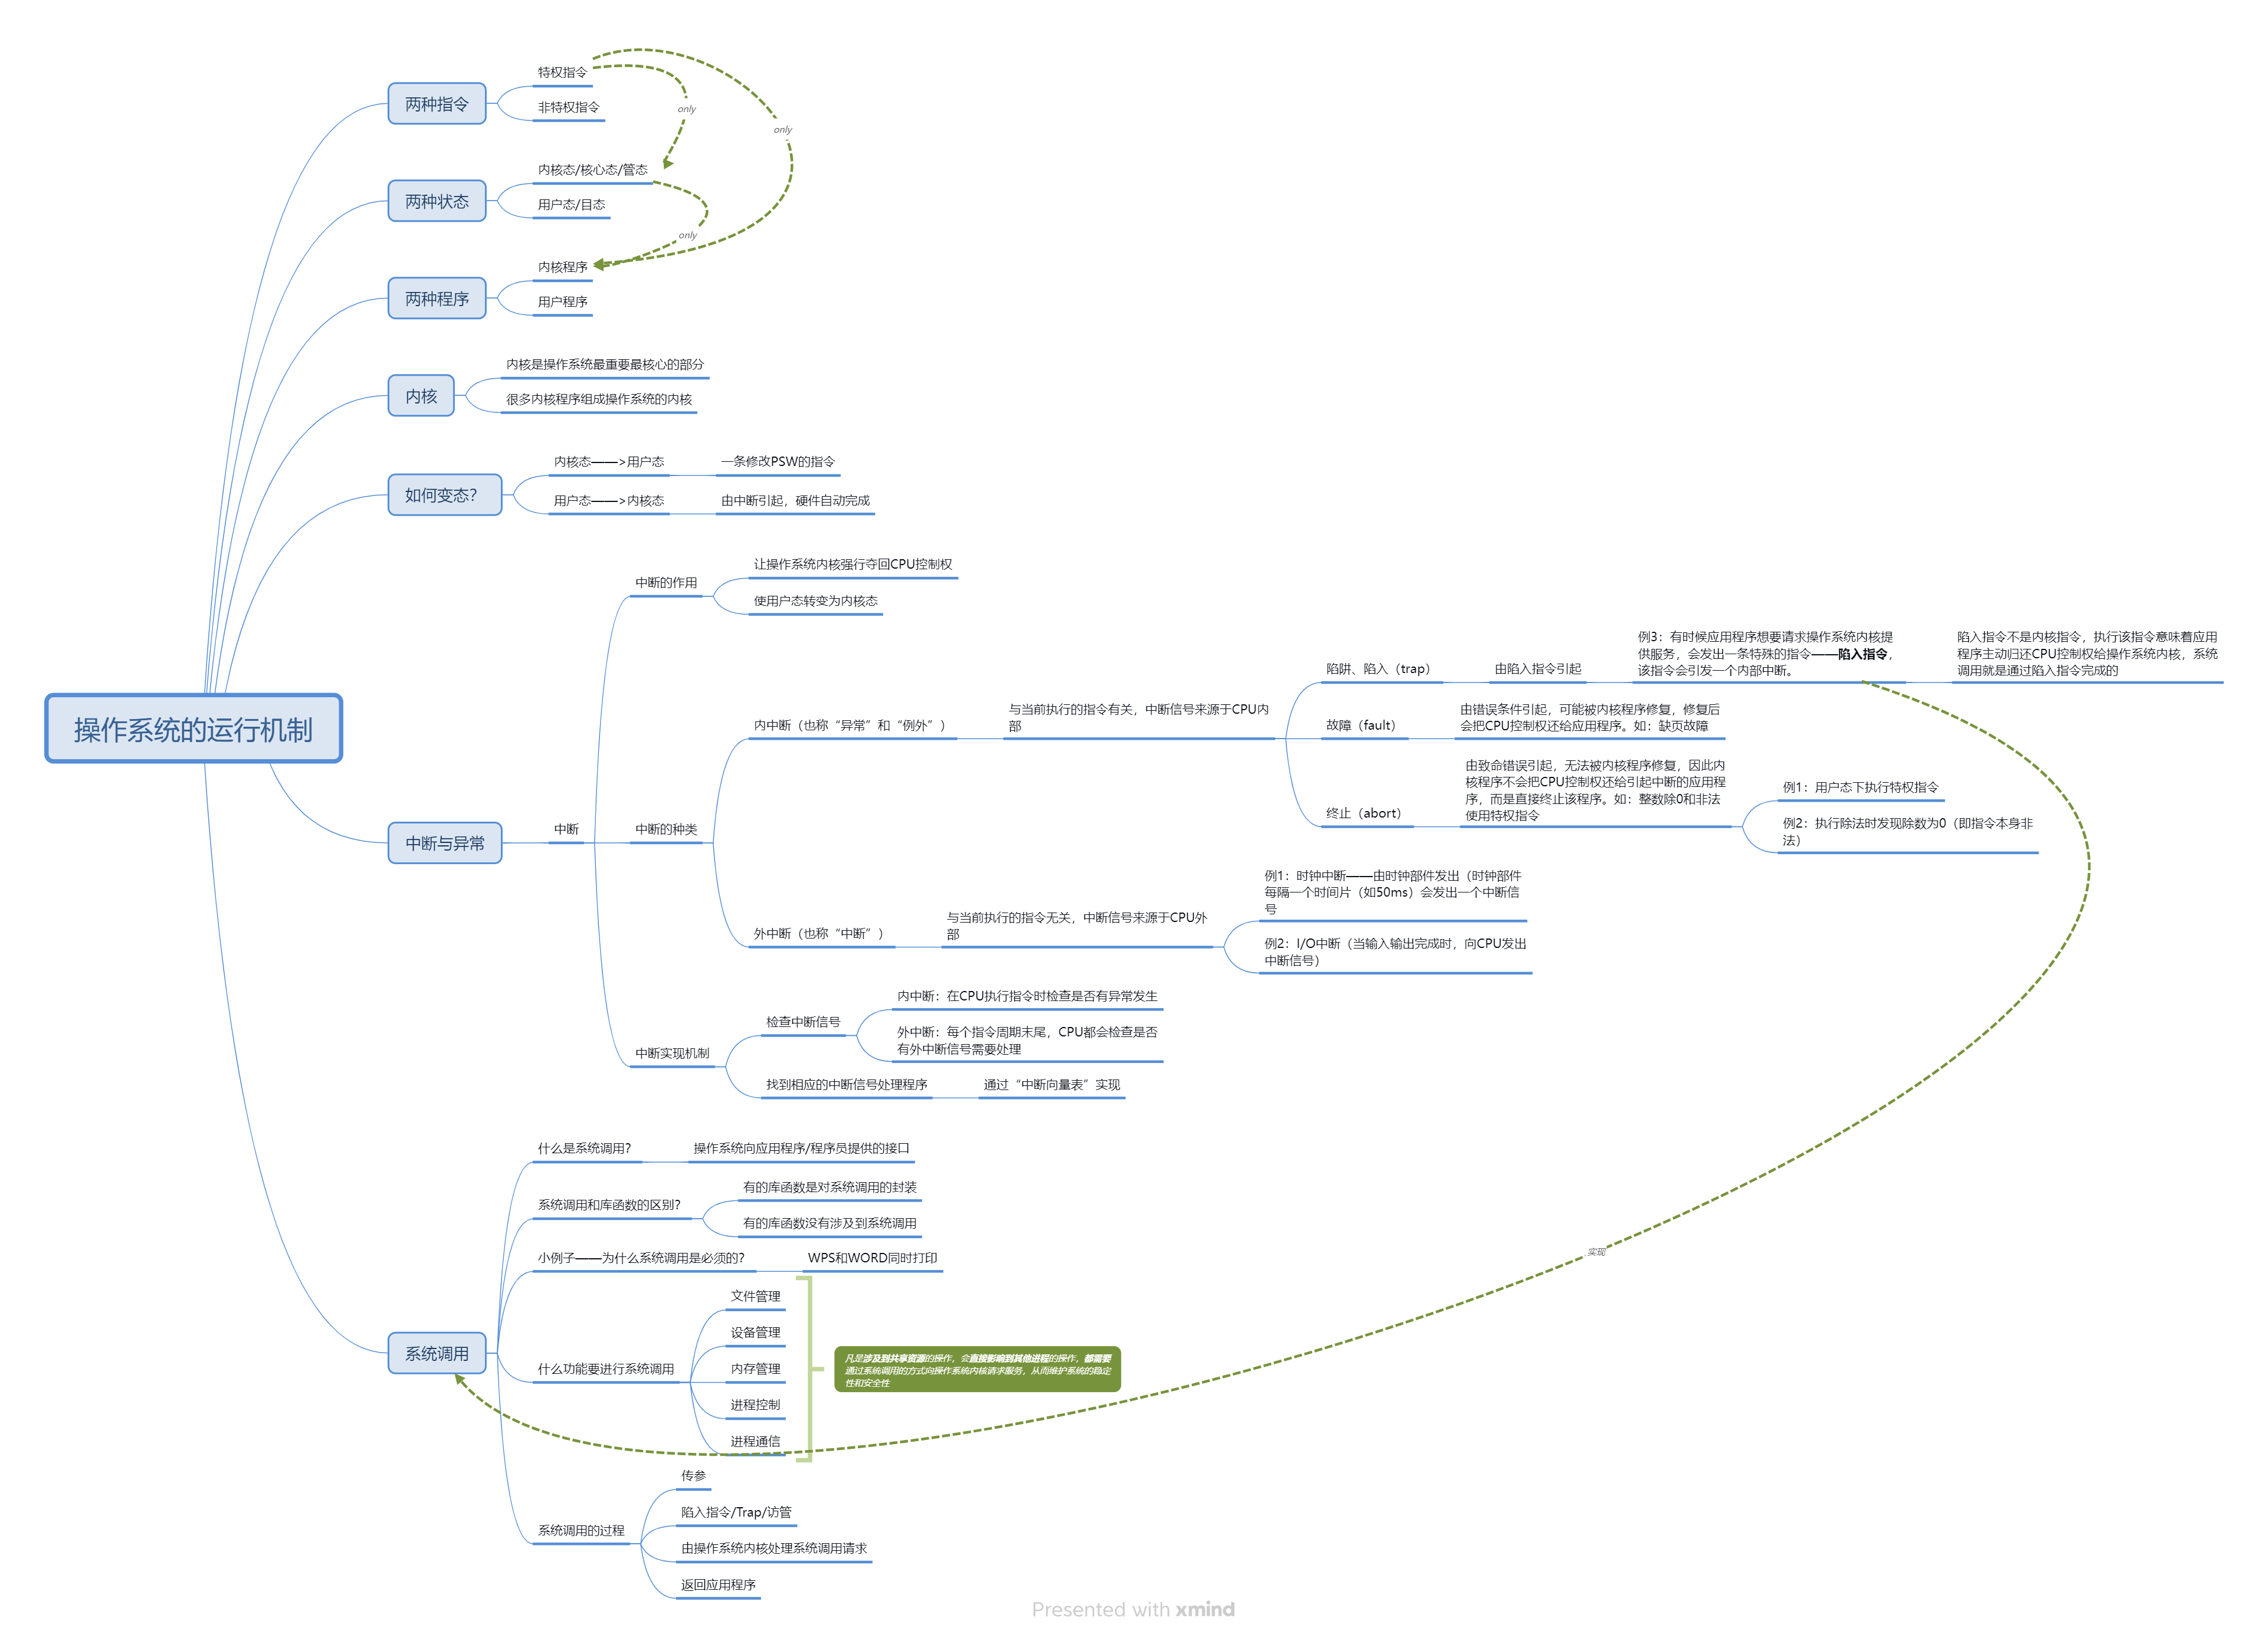 操作系统的运行机制
两种指令
特权指令
非特权指令
only
only
两种状态
内核态/核心态/管态
用户态/目态
only
两种程序
内核程序
用户程序
内核
内核是操作系统最重要最核心的部分
很多内核程序组成操作系统的内核
如何变态？
内核态——>用户态
一条修改PSW的指令
用户态——>内核态
由中断引起，硬件自动完成
中断与异常
中断
中断的作用
让操作系统内核强行夺回CPU控制权
使用户态转变为内核态
中断的种类
内中断（也称“异常”和“例外”）
与当前执行的指令有关，中断信号来源于CPU内
部
陷阱、陷入（trap）
由陷入指令引起
例3：有时候应用程序想要请求操作系统内核提
供服务，会发出一条特殊的指令——陷入指令，
该指令会引发一个内部中断。
陷入指令不是内核指令，执行该指令意味着应用
程序主动归还CPU控制权给操作系统内核，系统
调用就是通过陷入指令完成的
故障（fault）
由错误条件引起，可能被内核程序修复，修复后
会把CPU控制权还给应用程序。如：缺页故障
终止（abort）
由致命错误引起，无法被内核程序修复，因此内
核程序不会把CPU控制权还给引起中断的应用程
序，而是直接终止该程序。如：整数除0和非法
使用特权指令
例1：用户态下执行特权指令
例2：执行除法时发现除数为0（即指令本身非
法）
外中断（也称“中断”）
与当前执行的指令无关，中断信号来源于CPU外
部
例1：时钟中断——由时钟部件发出（时钟部件
每隔一个时间片（如50ms）会发出一个中断信
号
例2：I/O中断（当输入输出完成时，向CPU发出
中断信号）
中断实现机制
检查中断信号
内中断：在CPU执行指令时检查是否有异常发生
外中断：每个指令周期末尾，CPU都会检查是否
有外中断信号需要处理
找到相应的中断信号处理程序
通过“中断向量表”实现
系统调用
什么是系统调用？
操作系统向应用程序/程序员提供的接口
系统调用和库函数的区别？
有的库函数是对系统调用的封装
有的库函数没有涉及到系统调用
小例子——为什么系统调用是必须的？
WPS和WORD同时打印
实现
什么功能要进行系统调用
文件管理
设备管理
内存管理
进程控制
进程通信
凡是涉及到共享资源的操作，会直接影响到其他进程的操作，都需要
通过系统调用的方式向操作系统内核请求服务，从而维护系统的稳定
性和安全性
系统调用的过程
传参
陷入指令/Trap/访管
由操作系统内核处理系统调用请求
返回应用程序
Presented with xmind